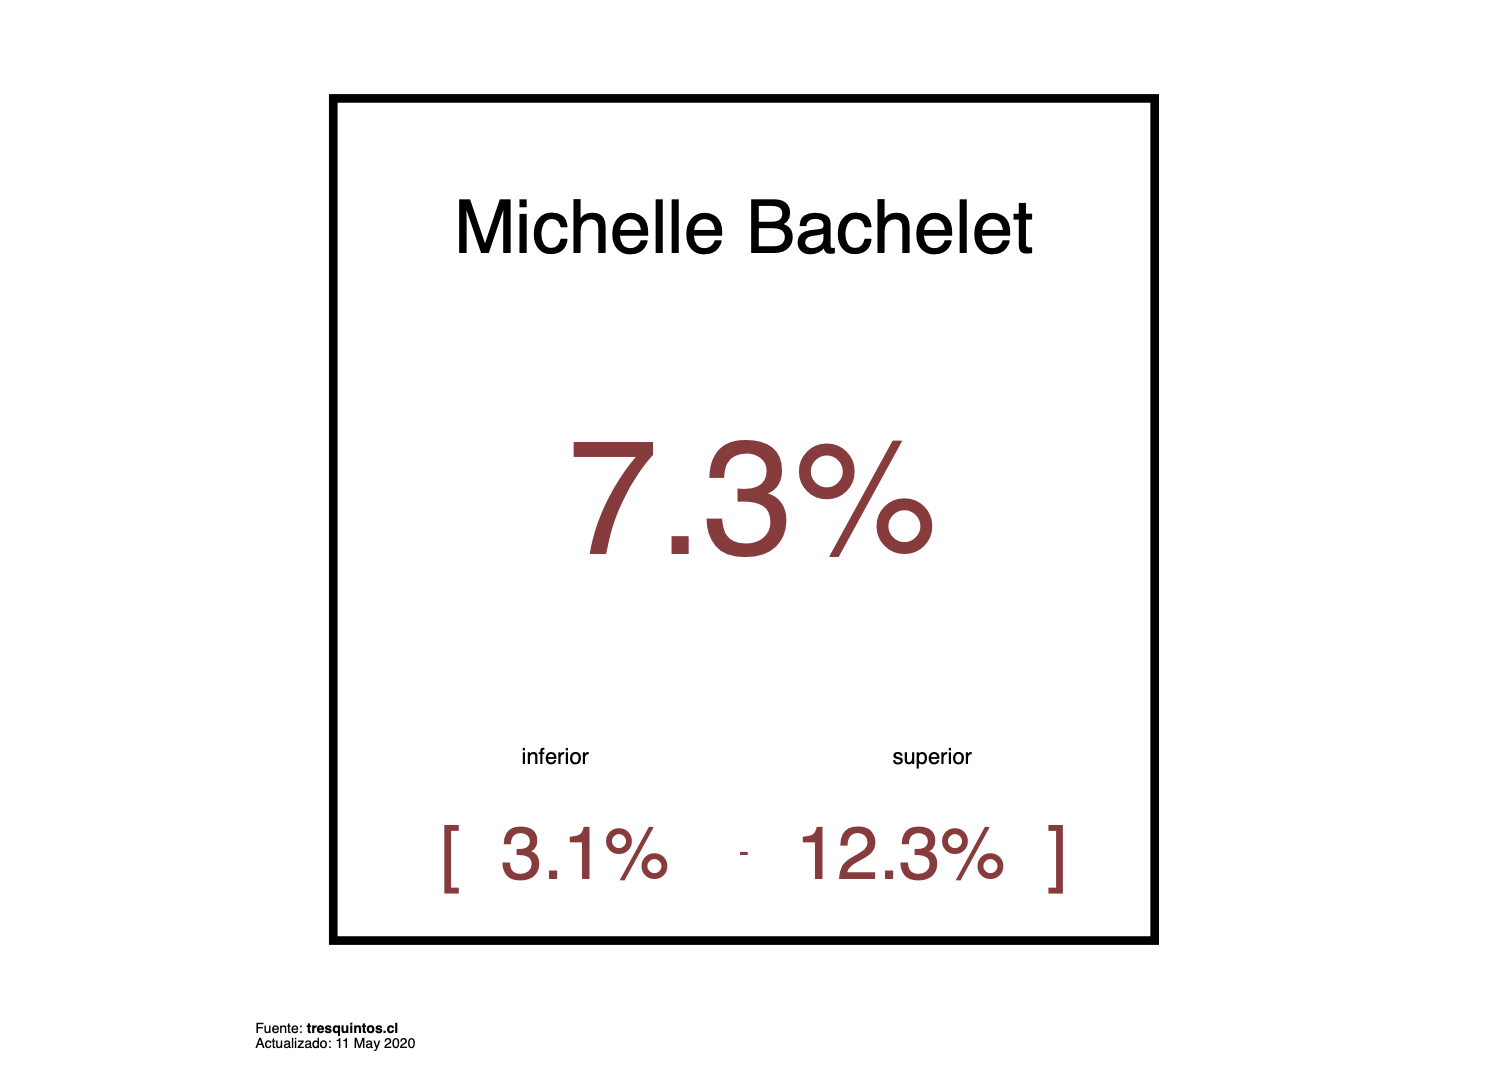 Michelle Bachelet
7.3%
inferior superior
[ 3.1% - 12.3% ]
Fuente: tresquintos.cl
Actualizado: 11 May 2020